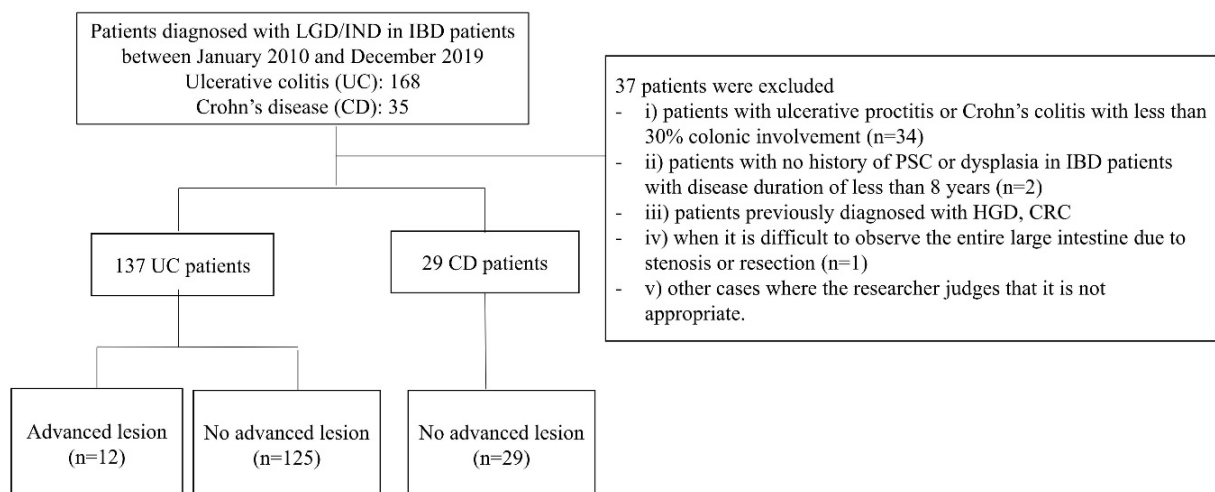 Patients diagnosed with LGD/IND in IBD patients
between January 2010 and December 2019
Ulcerative colitis (UC): 168
Crohn's disease (CD): 35
37 patients were excluded
- i) patients with ulcerative proctitis or Crohn's colitis with less
than 30% colonic involvement (n=34)
- ii) patients with no history of PSC or dysplasia in IBD patients
with disease duration of less than 8 years (n=2)
- iii) patients previously diagnosed with HGD, CRC
- iv) when it is difficult to observe the entire large intestine due to
stenosis or resection (n=1)
- v) other cases where the researcher judges that it is not
appropriate.
137 UC patients
29 CD patients
Advanced lesion
(n=12)
No advanced lesion
(n=125)
No advanced lesion
(n=29)